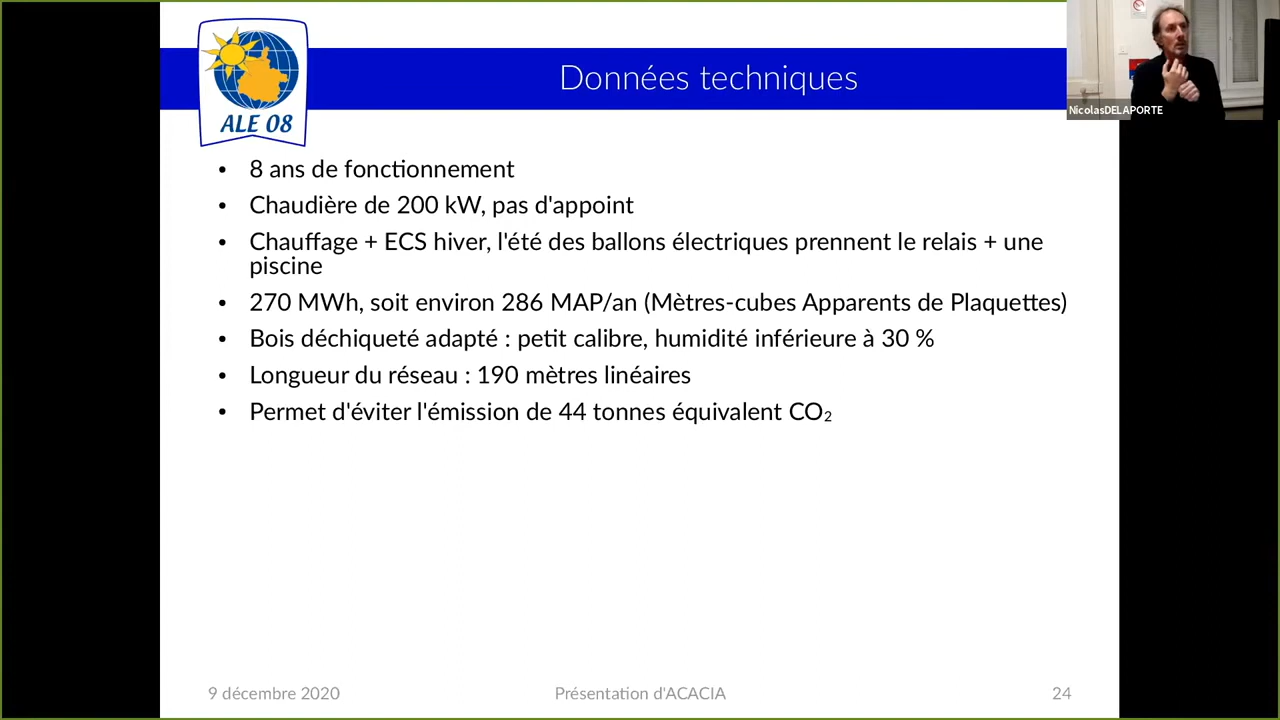 Données techniques
NicolasDELAPORTE
ALE 08
• 8 ans de fonctionnement
• Chaudière de 200 kW, pas d'appoint
• Chauffage + ECS hiver, l'été des ballons électriques prennent le relais + une
piscine
• 270 MWh, soit environ 286 MAP/an (Mètres-cubes Apparents de Plaquettes)
• Bois déchiqueté adapté : petit calibre, humidité inférieure à 30 %
• Longueur du réseau : 190 mètres linéaires
• Permet d'éviter l'émission de 44 tonnes équivalent CO₂
9 décembre 2020
Présentation d'ACACIA
24